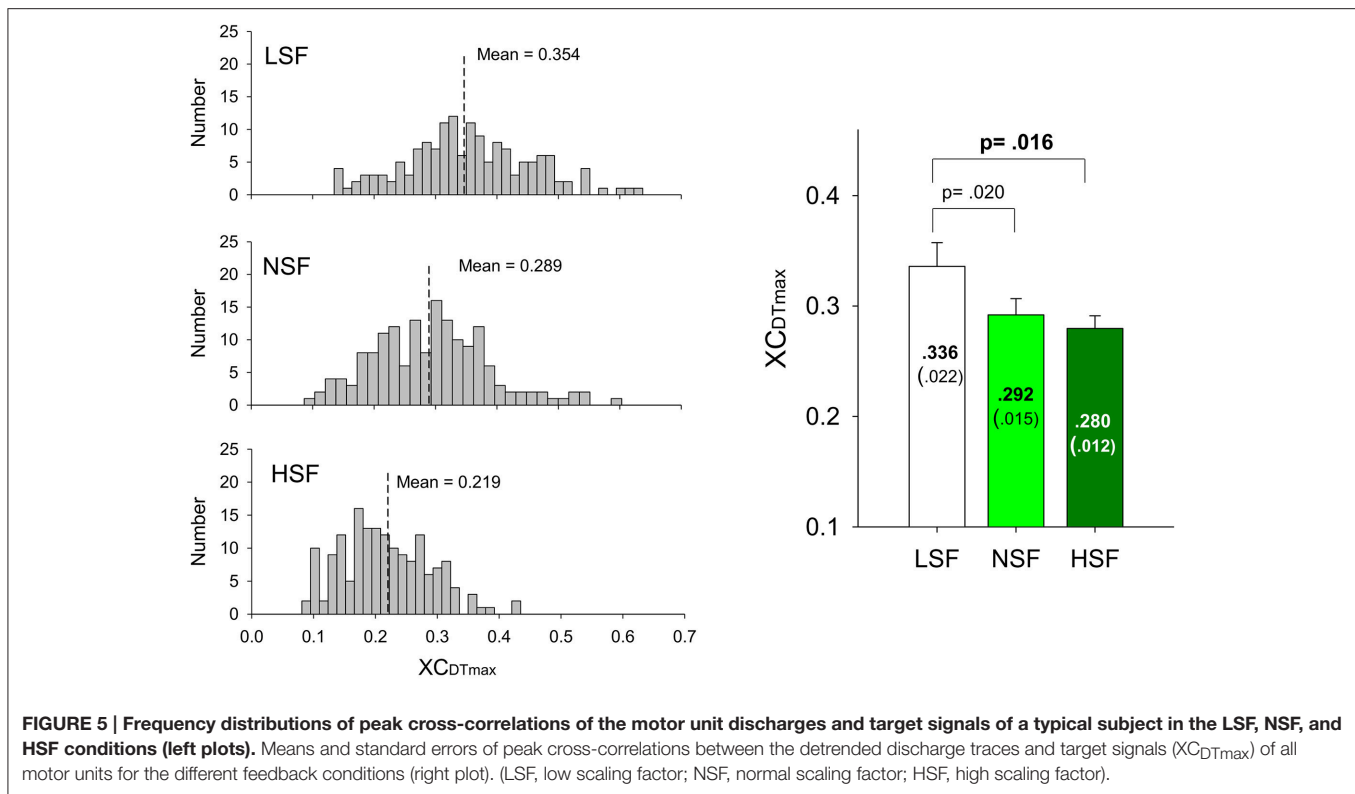 25
20
15
10
5
0
Number
LSF
Mean = 0.354
25
20
15
10
5
0
Number
NSF
Mean = 0.289
25
20
15
10
5
0
Number
HSF
Mean = 0.219
0.0 0.1 0.2 0.3 0.4 0.5 0.6 0.7
XCDTmax
p= .016
p= .020
0.4
0.3
0.2
0.1
XCDTmax
.336
(.022)
.292
(.015)
.280
(.012)
LSF NSF HSF
FIGURE 5 | Frequency distributions of peak cross-correlations of the motor unit discharges and target signals of a typical subject in the LSF, NSF, and
HSF conditions (left plots). Means and standard errors of peak cross-correlations between the detrended discharge traces and target signals (XCDTmax) of all
motor units for the different feedback conditions (right plot). (LSF, low scaling factor; NSF, normal scaling factor; HSF, high scaling factor).